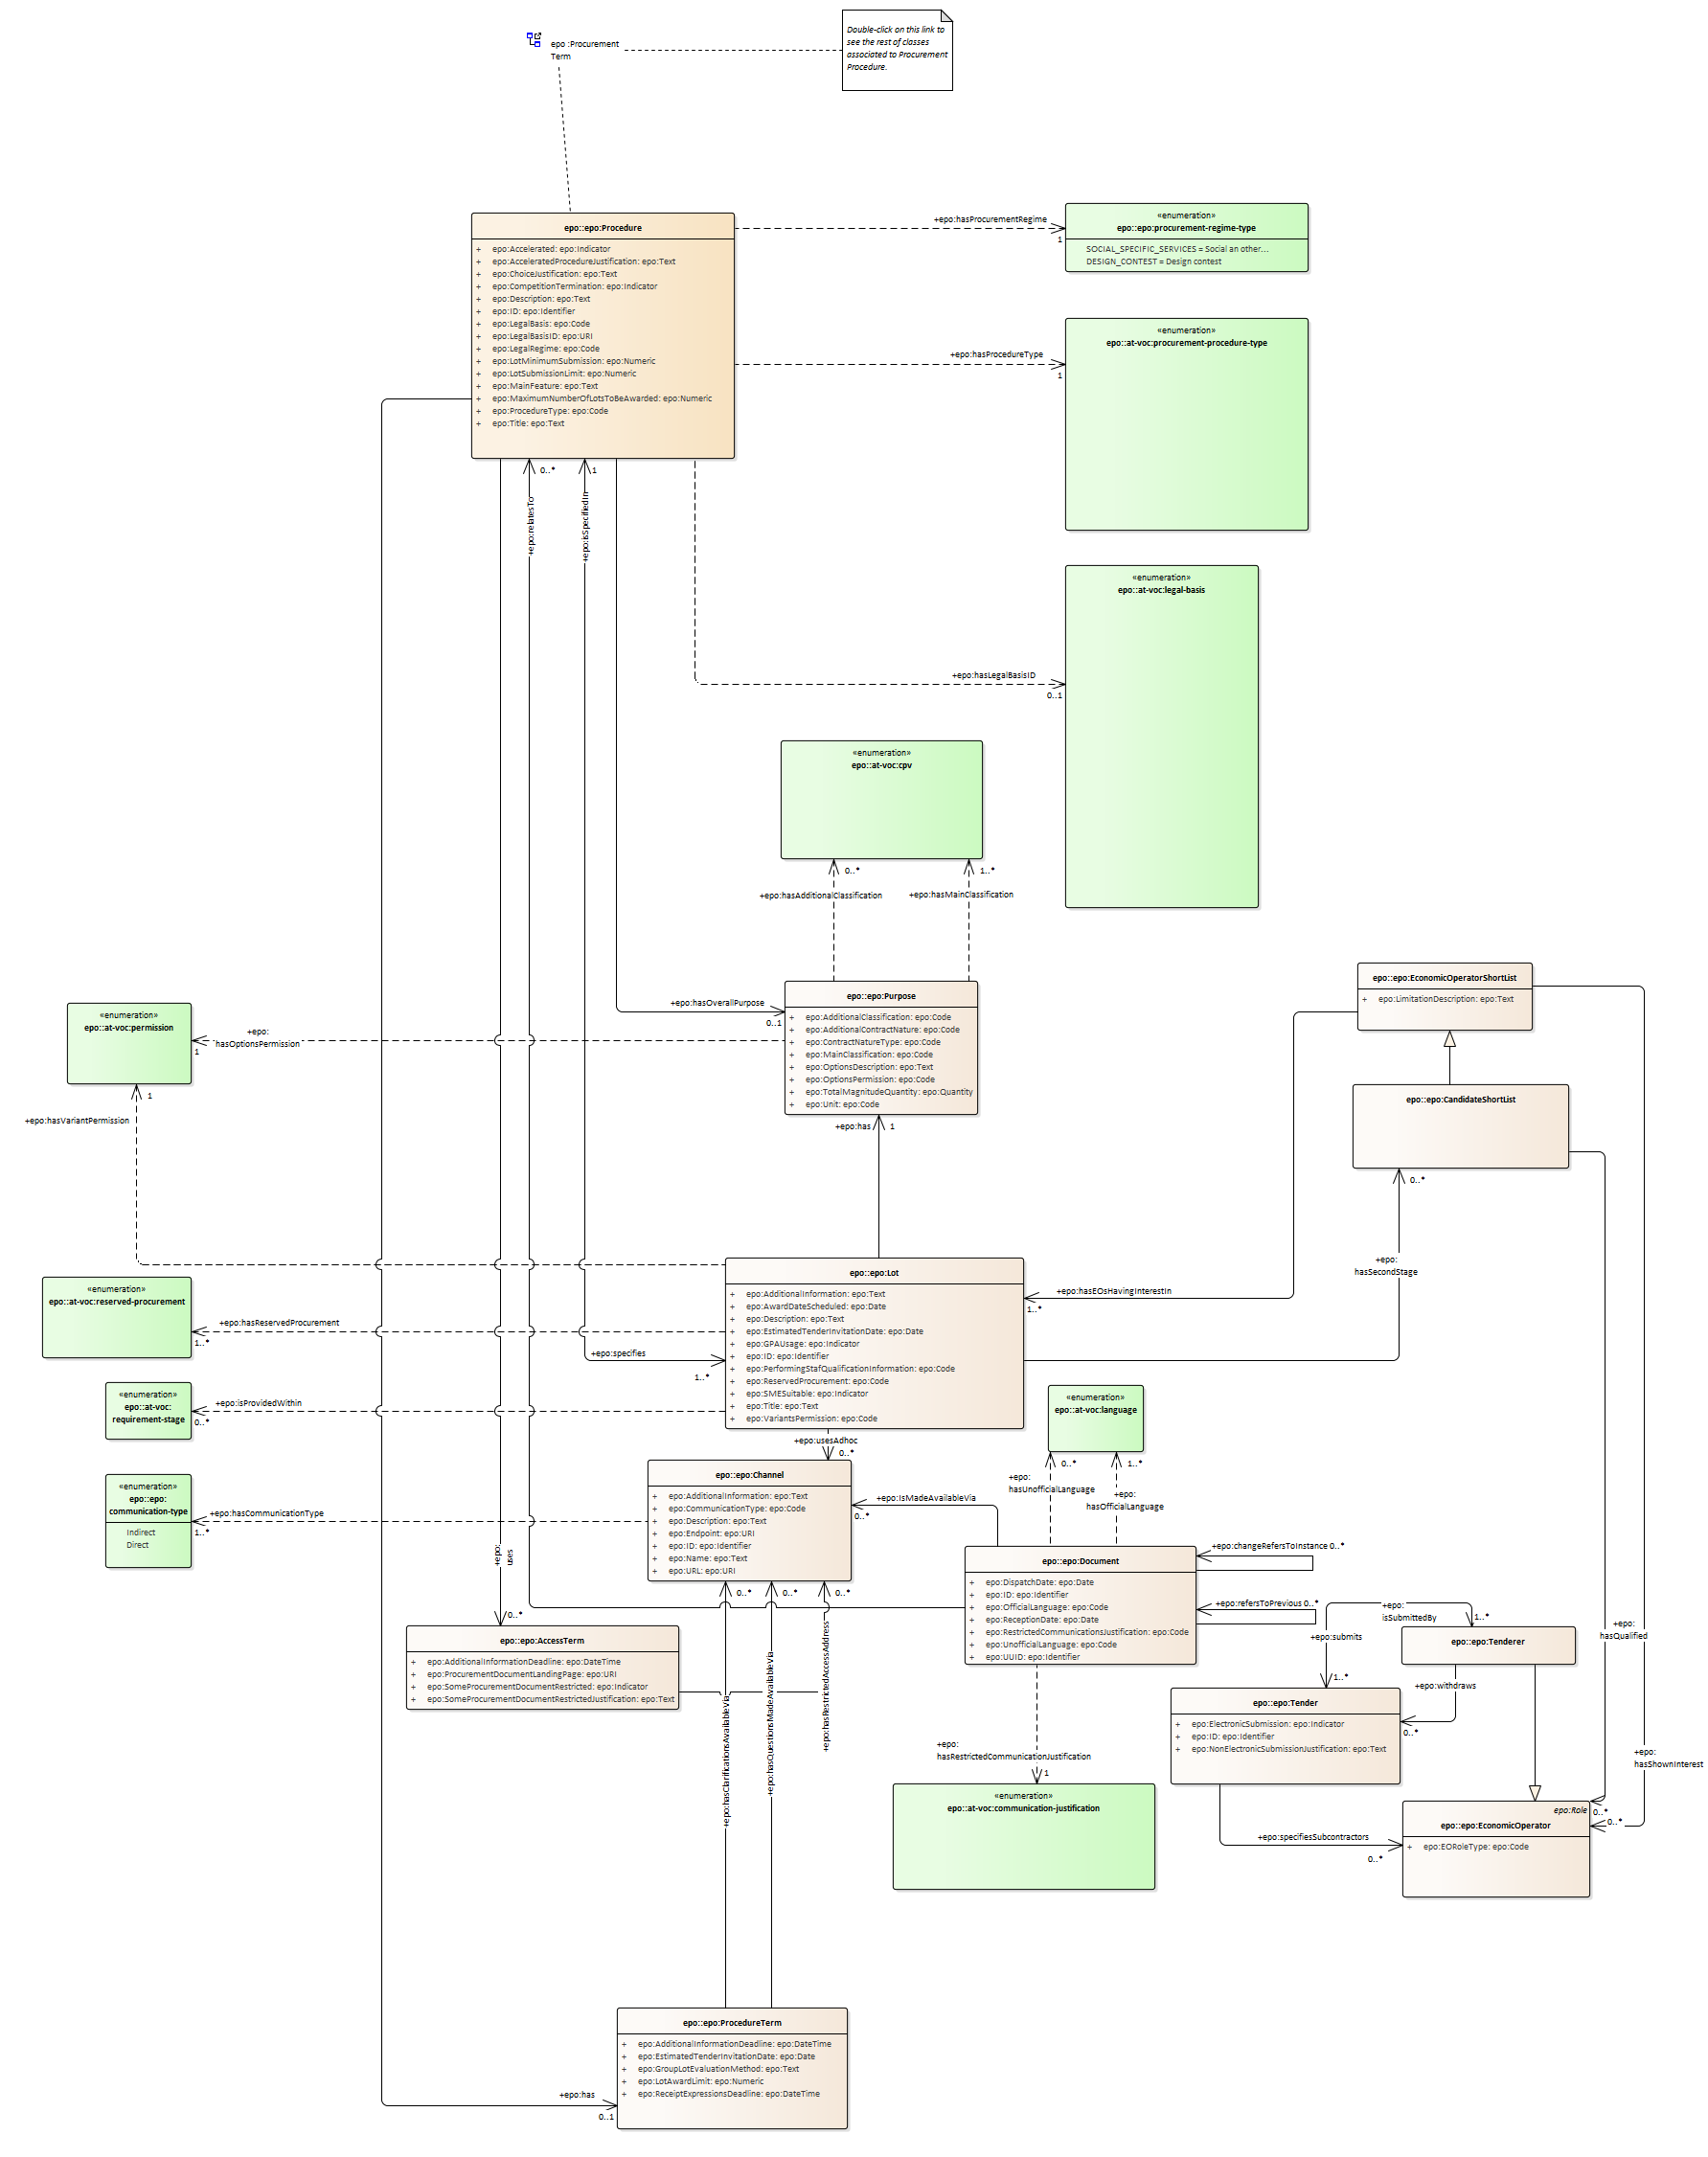 epo :Procurement
Term
Double-click on this link to
see the rest of classes
associated to Procurement
Procedure.
epo::epo:Procedure
+ epo:Accelerated: epo:Indicator
+ epo:AcceleratedProcedureJustification: epo:Text
+ epo:ChoiceJustification: epo:Text
+ epo:CompetitionTermination: epo:Indicator
+ epo:Description: epo:Text
+ epo:ID: epo:Identifier
+ epo:LegalBasis: epo:Code
+ epo:LegalBasisID: epo:URI
+ epo:LegalRegime: epo:Code
+ epo:LotMinimumSubmission: epo:Numeric
+ epo:LotSubmissionLimit: epo:Numeric
+ epo:MainFeature: epo:Text
+ epo:MaximumNumberOfLotsToBeAwarded: epo:Numeric
+ epo:ProcedureType: epo:Code
+ epo:Title: epo:Text
+epo:hasProcurementRegime
1
«enumeration»
epo::epo:procurement-regime-type
SOCIAL_SPECIFIC_SERVICES = Social an other...
DESIGN_CONTEST = Design contest
+epo:hasProcedureType
1
«enumeration»
epo::at-voc:procurement-procedure-type
0..*
+epo:relatesTo
1
+epo:isSpecifiedIn
+epo:hasLegalBasisID
0..1
«enumeration»
epo::at-voc:legal-basis
«enumeration»
epo::at-voc:cpv
0..*
1..*
+epo:hasAdditionalClassification
+epo:hasMainClassification
+epo:hasOverallPurpose
0..1
epo::epo:Purpose
+ epo:AdditionalClassification: epo:Code
+ epo:AdditionalContractNature: epo:Code
+ epo:ContractNatureType: epo:Code
+ epo:MainClassification: epo:Code
+ epo:OptionsDescription: epo:Text
+ epo:OptionsPermission: epo:Code
+ epo:TotalMagnitudeQuantity: epo:Quantity
+ epo:Unit: epo:Code
«enumeration»
epo::at-voc:permission
+epo:
hasOptionsPermission
1
1
+epo:hasVariantPermission
+epo:has
1
epo::epo:EconomicOperatorShortList
+ epo:LimitationDescription: epo:Text
epo::epo:CandidateShortList
0..*
+epo:
hasSecondStage
epo::epo:Lot
+ epo:AdditionalInformation: epo:Text
+ epo:AwardDateScheduled: epo:Date
+ epo:Description: epo:Text
+ epo:EstimatedTenderInvitationDate: epo:Date
+ epo:GPAUsage: epo:Indicator
+ epo:ID: epo:Identifier
+ epo:PerformingStafQualificationInformation: epo:Code
+ epo:ReservedProcurement: epo:Code
+ epo:SMESuitable: epo:Indicator
+ epo:Title: epo:Text
+ epo:VariantsPermission: epo:Code
+epo:hasEOsHavingInterestIn
1..*
«enumeration»
epo::at-voc:reserved-procurement
+epo:hasReservedProcurement
1..*
+epo:specifies
1..*
«enumeration»
epo::at-voc:
requirement-stage
+epo:isProvidedWithin
0..*
+epo:usesAdhoc
0..*
«enumeration»
epo::at-voc:language
0..*
1..*
+epo:
hasUnofficialLanguage
+epo:
hasOfficialLanguage
«enumeration»
epo::epo:
communication-type
Indirect
Direct
+epo:hasCommunicationType
1..*
epo::epo:Channel
+ epo:AdditionalInformation: epo:Text
+ epo:CommunicationType: epo:Code
+ epo:Description: epo:Text
+ epo:Endpoint: epo:URI
+ epo:ID: epo:Identifier
+ epo:Name: epo:Text
+ epo:URL: epo:URI
+epo:IsMadeAvailableVia
0..*
epo::epo:Document
+ epo:DispatchDate: epo:Date
+ epo:ID: epo:Identifier
+ epo:OfficialLanguage: epo:Code
+ epo:ReceptionDate: epo:Date
+ epo:RestrictedCommunicationsJustification: epo:Code
+ epo:UnofficialLanguage: epo:Code
+ epo:UUID: epo:Identifier
+epo:changeRefersToInstance 0..*
+epo:refersToPrevious 0..*
+epo:
uses
0..*
0..*
0..*
0..*
+epo:hasClarificationsAvailableVia
+epo:hasQuestionsMadeAvailableVia
+epo:hasRestrictedAccessAddress
epo::epo:AccessTerm
+ epo:AdditionalInformationDeadline: epo:DateTime
+ epo:ProcurementDocumentLandingPage: epo:URI
+ epo:SomeProcurementDocumentRestricted: epo:Indicator
+ epo:SomeProcurementDocumentRestrictedJustification: epo:Text
+epo:
isSubmittedBy
1..*
+epo:submits
1..*
epo::epo:Tenderer
+epo:withdraws
0..*
+epo:
hasQualified
epo::epo:Tender
+ epo:ElectronicSubmission: epo:Indicator
+ epo:ID: epo:Identifier
+ epo:NonElectronicSubmissionJustification: epo:Text
+epo:
hasRestrictedCommunicationJustification
1
«enumeration»
epo::at-voc:communication-justification
+epo:
hasShownInterest
0..*
0..*
+epo:specifiesSubcontractors
0..*
epo:Role
epo::epo:EconomicOperator
+ epo:EORoleType: epo:Code
epo::epo:ProcedureTerm
+ epo:AdditionalInformationDeadline: epo:DateTime
+ epo:EstimatedTenderInvitationDate: epo:Date
+ epo:GroupLotEvaluationMethod: epo:Text
+ epo:LotAwardLimit: epo:Numeric
+ epo:ReceiptExpressionsDeadline: epo:DateTime
+epo:has
0..1